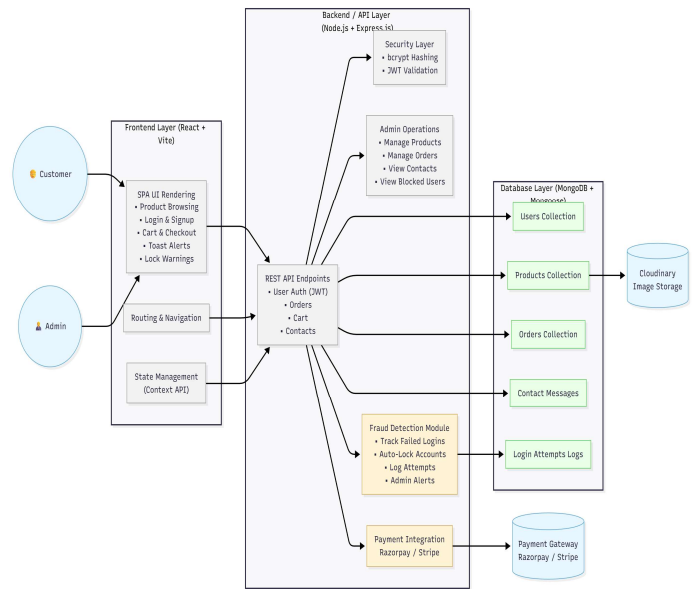 Backend / API Layer
(Node.js + Express.js)
Security Layer
• bcrypt Hashing
• JWT Validation
Frontend Layer (React +
Vite)
Admin Operations
• Manage Products
• Manage Orders
• View Contacts
• View Blocked Users
Customer
SPA UI Rendering
• Product Browsing
• Login & Signup
• Cart & Checkout
• Toast Alerts
• Lock Warnings
Database Layer (MongoDB +
Mongoose)
Users Collection
REST API Endpoints
• User Auth (JWT)
• Orders
• Cart
• Contacts
Products Collection
Cloudinary
Image Storage
Admin
Routing & Navigation
Orders Collection
State Management
(Context API)
Contact Messages
Fraud Detection Module
• Track Failed Logins
• Auto-Lock Accounts
• Log Attempts
• Admin Alerts
Login Attempts Logs
Payment Integration
Razorpay / Stripe
Payment Gateway
Razorpay / Stripe